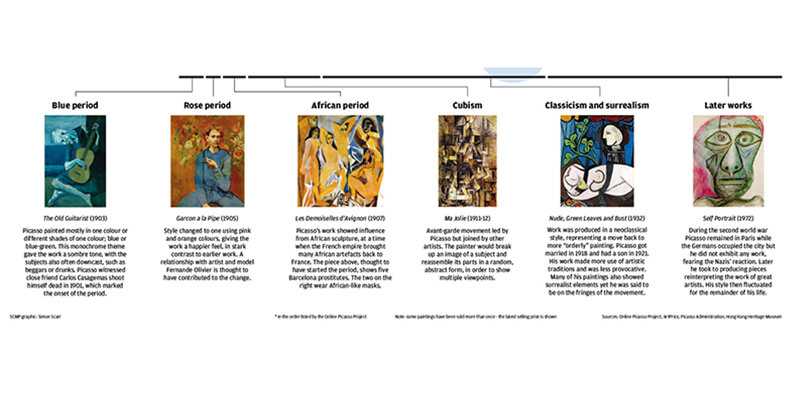 Blue period
The Old Guitarist (1903)
Picasso painted mostly in one colour or
different shades of one colour; blue or
blue-green. This monochrome theme
gave the work a sombre tone, with the
subjects also often downcast, such as
beggars or drunks. Picasso witnessed
close friend Carlos Casagemas shoot
himself dead in 1901, which marked
the onset of the period.
Rose period
Garcon a la Pipe (1905)
Style changed to one using pink
and orange colours, giving the
work a happier feel, in stark
contrast to earlier work. A
relationship with artist and model
Fernande Olivier is thought to
have contributed to the change.
African period
Les Demoiselles d'Avignon (1907)
Picasso's work showed influence
from African sculpture, at a time
when the French empire brought
many African artefacts back to
France. The piece above, thought to
have started the period, shows five
Barcelona prostitutes. The two on the
right wear African-like masks.
Cubism
Ma Jolie (1911-12)
Avant-garde movement led by
Picasso but joined by other
artists. The painter would break
up an image of a subject and
reassemble its parts in a random,
abstract form, in order to show
multiple viewpoints.
Classicism and surrealism
Nude, Green Leaves and Bust (1932)
Work was produced in a neoclassical
style, representing a move back to
more "orderly" painting. Picasso got
married in 1918 and had a son in 1921.
His work made more use of artistic
traditions and was less provocative.
Many of his paintings also showed
surrealist elements yet he was said to
be on the fringes of the movement.
Later works
Self Portrait (1972)
During the second world war
Picasso remained in Paris while
the Germans occupied the city but
he did not exhibit any work,
fearing the Nazis' reaction. Later
he took to producing pieces
reinterpreting the work of great
artists. His style then fluctuated
for the remainder of his life.
SCMP graphic: Simon Scarr
* In the order listed by the Online Picasso Project
Note: some paintings have been sold more than once - the latest selling price is shown
Sources: Online Picasso Project, ArtPrice, Picasso Administration, Hong Kong Heritage Museum